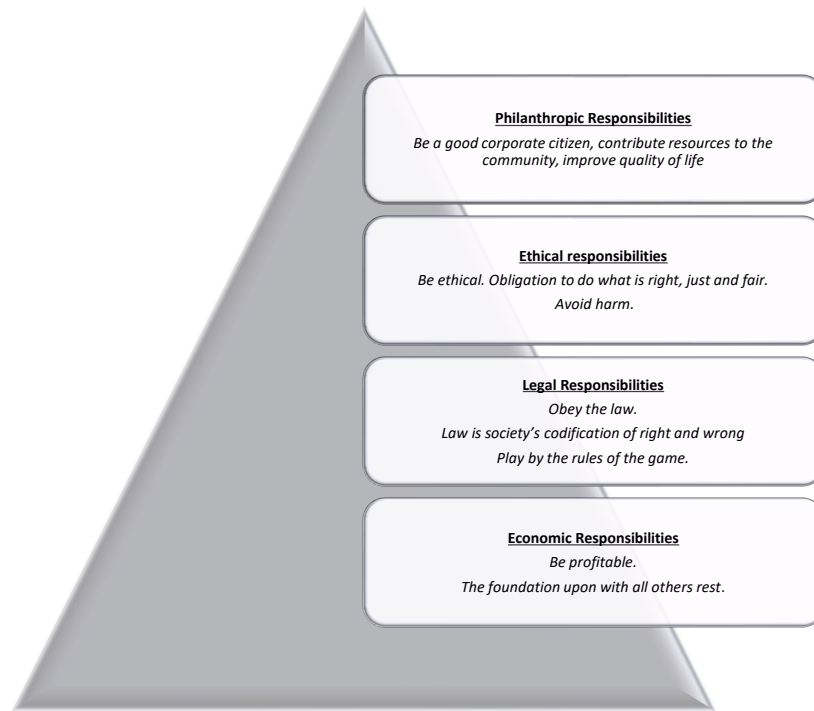 Philanthropic Responsibilities
Be a good corporate citizen, contribute resources to the
community, improve quality of life
Ethical responsibilities
Be ethical. Obligation to do what is right, just and fair.
Avoid harm.
Legal Responsibilities
Obey the law.
Law is society’s codification of right and wrong
Play by the rules of the game.
Economic Responsibilities
Be profitable.
The foundation upon with all others rest.